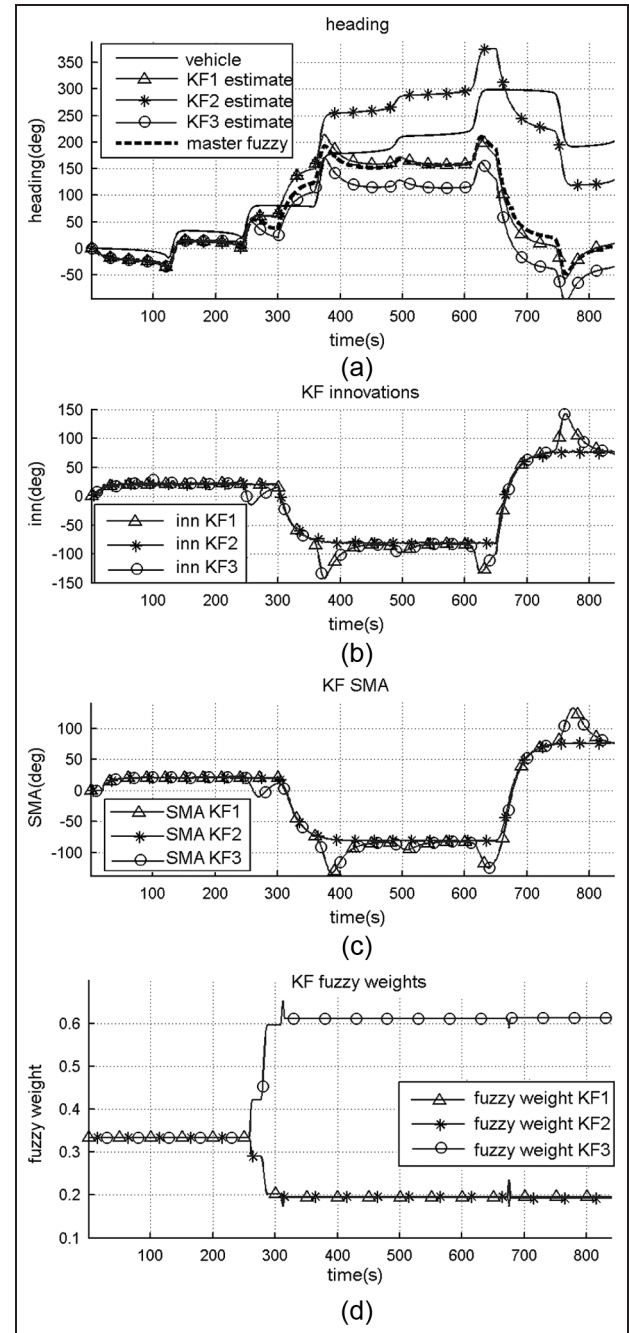 heading
350
300
250
200
150
100
50
0
-50
heading(deg)
vehicle
KF1 estimate
KF2 estimate
KF3 estimate
master fuzzy
100 200 300 400 500 600 700 800
time(s)
(a)
KF innovations
150
100
50
0
-50
-100
-150
inn(deg)
inn KF1
inn KF2
inn KF3
100 200 300 400 500 600 700 800
time(s)
(b)
KF SMA
100
50
0
-50
-100
SMA(deg)
SMA KF1
SMA KF2
SMA KF3
100 200 300 400 500 600 700 800
time(s)
(c)
KF fuzzy weights
0.6
0.5
0.4
0.3
0.2
0.1
fuzzy weight
fuzzy weight KF1
fuzzy weight KF2
fuzzy weight KF3
100 200 300 400 500 600 700 800
time(s)
(d)